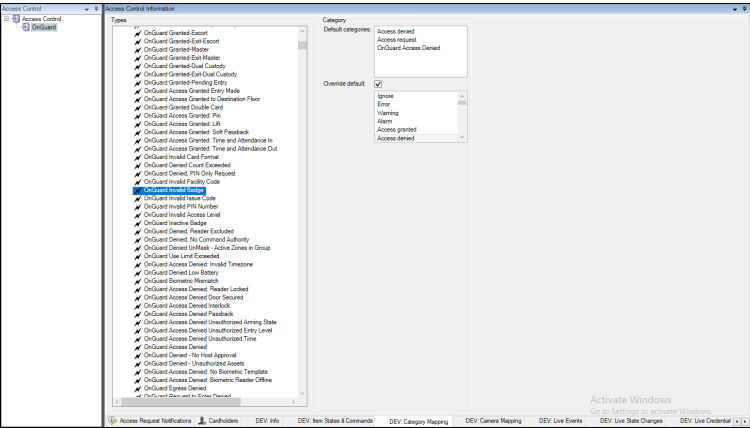 Access Control
Access Control Information
Access Control
OnGuard
Types
OnGuard Granted-Escort
OnGuard Granted-Exit-Escort
OnGuard Granted-Master
OnGuard Granted-Exit-Master
OnGuard Granted-Dual Custody
OnGuard Granted-Exit-Dual Custody
OnGuard Granted-Pending Entry
OnGuard Access Granted Entry Made
OnGuard Access Granted to Destination Floor
OnGuard Granted Double Card
OnGuard Access Granted: Pin
OnGuard Access Granted: Lift
OnGuard Access Granted: Soft Passback
OnGuard Access Granted: Time and Attendance In
OnGuard Access Granted: Time and Attendance Out
OnGuard Invalid Card Format
OnGuard Denied Count Exceeded
OnGuard Denied, PIN Only Request
OnGuard Invalid Facility Code
OnGuard Invalid Badge
OnGuard Invalid Issue Code
OnGuard Invalid PIN Number
OnGuard Invalid Access Level
OnGuard Inactive Badge
OnGuard Denied, Reader Excluded
OnGuard Denied, No Command Authority
OnGuard Denied UnMask - Active Zones in Group
OnGuard Use Limit Exceeded
OnGuard Access Denied: Invalid Timezone
OnGuard Denied Low Battery
OnGuard Biometric Mismatch
OnGuard Access Denied: Reader Locked
OnGuard Access Denied Door Secured
OnGuard Access Denied Interlock
OnGuard Access Denied Passback
OnGuard Access Denied Unauthorized Arming State
OnGuard Access Denied Unauthorized Entry Level
OnGuard Access Denied Unauthorized Time
OnGuard Access Denied
OnGuard Denied - No Host Approval
OnGuard Denied - Unauthorized Assets
OnGuard Access Denied: No Biometric Template
OnGuard Access Denied: Biometric Reader Offline
OnGuard Egress Denied
OnGuard Request to Enter Denied
Category
Default categories:
Access denied
Access request
OnGuard Access Denied
Override default:
Ignore
Error
Warning
Alarm
Access granted
Access denied
Activate Windows
Go to Settings to activate Windows.
Access Request Notifications
Cardholders
DEV: Info
DEV: Item States & Commands
DEV: Category Mapping
DEV: Camera Mapping
DEV: Live Events
DEV: Live State Changes
DEV: Live Credential